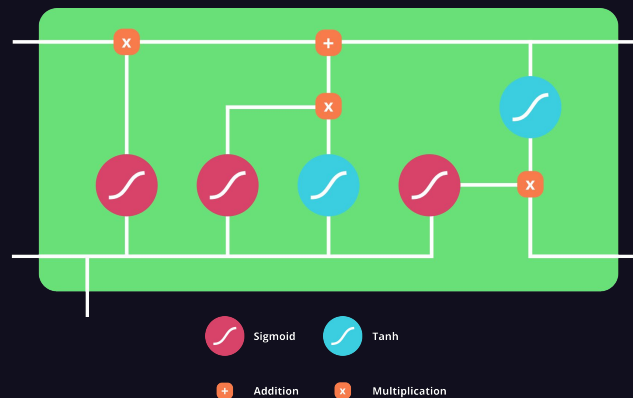 x
+
x
x
Sigmoid
Tanh
+ Addition
x Multiplication